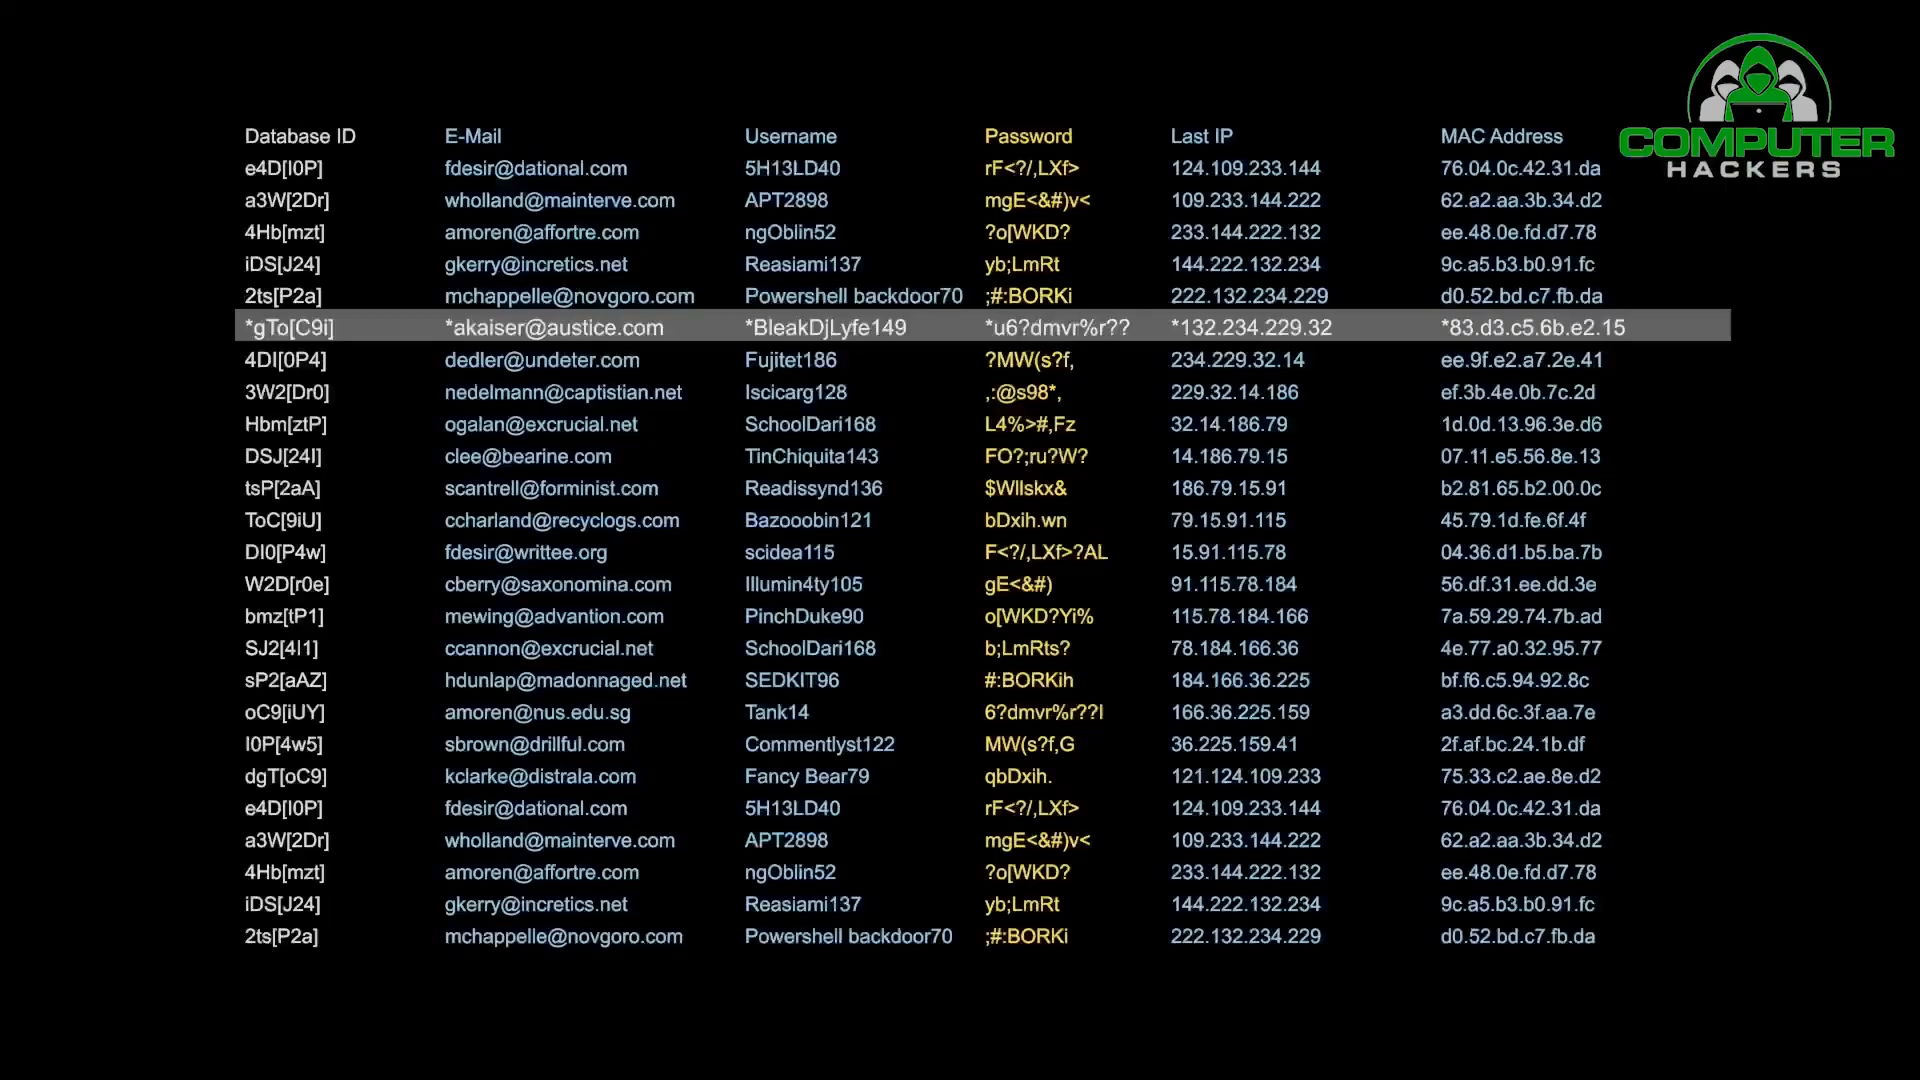 COMPUTER
HACKERS
Database ID E-Mail Username Password Last IP MAC Address
e4D[I0P] fdesir@dational.com 5H13LD40 rF<?/,LXf> 124.109.233.144 76.04.0c.42.31.da
a3W[2Dr] wholland@mainterve.com APT2898 mgE<&#)v< 109.233.144.222 62.a2.aa.3b.34.d2
4Hb[mzt] amoren@affortre.com ngOblin52 ?o[WKD? 233.144.222.132 ee.48.0e.fd.d7.78
iDS[J24] gkerry@incretics.net Reasiami137 yb;LmRt 144.222.132.234 9c.a5.b3.b0.91.fc
2ts[P2a] mchappelle@novgoro.com Powershell backdoor70 ;#:BORKi 222.132.234.229 d0.52.bd.c7.fb.da
*gTo[C9i] *akaiser@austice.com *BleakDjLyfe149 *u6?dmvr%r?? *132.234.229.32 *83.d3.c5.6b.e2.15
4DI[0P4] dedler@undeter.com Fujitet186 ?MW(s?f, 234.229.32.14 ee.9f.e2.a7.2e.41
3W2[Dr0] nedelmann@captistian.net Iscicarg128 ,:@s98*, 229.32.14.186 ef.3b.4e.0b.7c.2d
Hbm[ztP] ogalan@excrucial.net SchoolDari168 L4%>#,Fz 32.14.186.79 1d.0d.13.96.3e.d6
DSJ[24I] clee@bearine.com TinChiquita143 FO?;ru?W? 14.186.79.15 07.11.e5.56.8e.13
tsP[2aA] scantrell@forminist.com Readissynd136 $WIlskx& 186.79.15.91 b2.81.65.b2.00.0c
ToC[9iU] ccharland@recyclogs.com Bazooobin121 bDxih.wn 79.15.91.115 45.79.1d.fe.6f.4f
DI0[P4w] fdesir@writtee.org scidea115 F<?/,LXf>?AL 15.91.115.78 04.36.d1.b5.ba.7b
W2D[r0e] cberry@saxonomina.com Illumin4ty105 gE<&#) 91.115.78.184 56.df.31.ee.dd.3e
bmz[tP1] mewing@advantion.com PinchDuke90 o[WKD?Yi% 115.78.184.166 7a.59.29.74.7b.ad
SJ2[4I1] ccannon@excrucial.net SchoolDari168 b;LmRts? 78.184.166.36 4e.77.a0.32.95.77
sP2[aAZ] hdunlap@madonnaged.net SEDKIT96 #:BORKih 184.166.36.225 bf.f6.c5.94.92.8c
oC9[iUY] amoren@nus.edu.sg Tank14 6?dmvr%r??I 166.36.225.159 a3.dd.6c.3f.aa.7e
I0P[4w5] sbrown@drillful.com Commentlyst122 MW(s?f,G 36.225.159.41 2f.af.bc.24.1b.df
dgT[oC9] kclarke@distrala.com Fancy Bear79 qbDxih. 121.124.109.233 75.33.c2.ae.8e.d2
e4D[I0P] fdesir@dational.com 5H13LD40 rF<?/,LXf> 124.109.233.144 76.04.0c.42.31.da
a3W[2Dr] wholland@mainterve.com APT2898 mgE<&#)v< 109.233.144.222 62.a2.aa.3b.34.d2
4Hb[mzt] amoren@affortre.com ngOblin52 ?o[WKD? 233.144.222.132 ee.48.0e.fd.d7.78
iDS[J24] gkerry@incretics.net Reasiami137 yb;LmRt 144.222.132.234 9c.a5.b3.b0.91.fc
2ts[P2a] mchappelle@novgoro.com Powershell backdoor70 ;#:BORKi 222.132.234.229 d0.52.bd.c7.fb.da